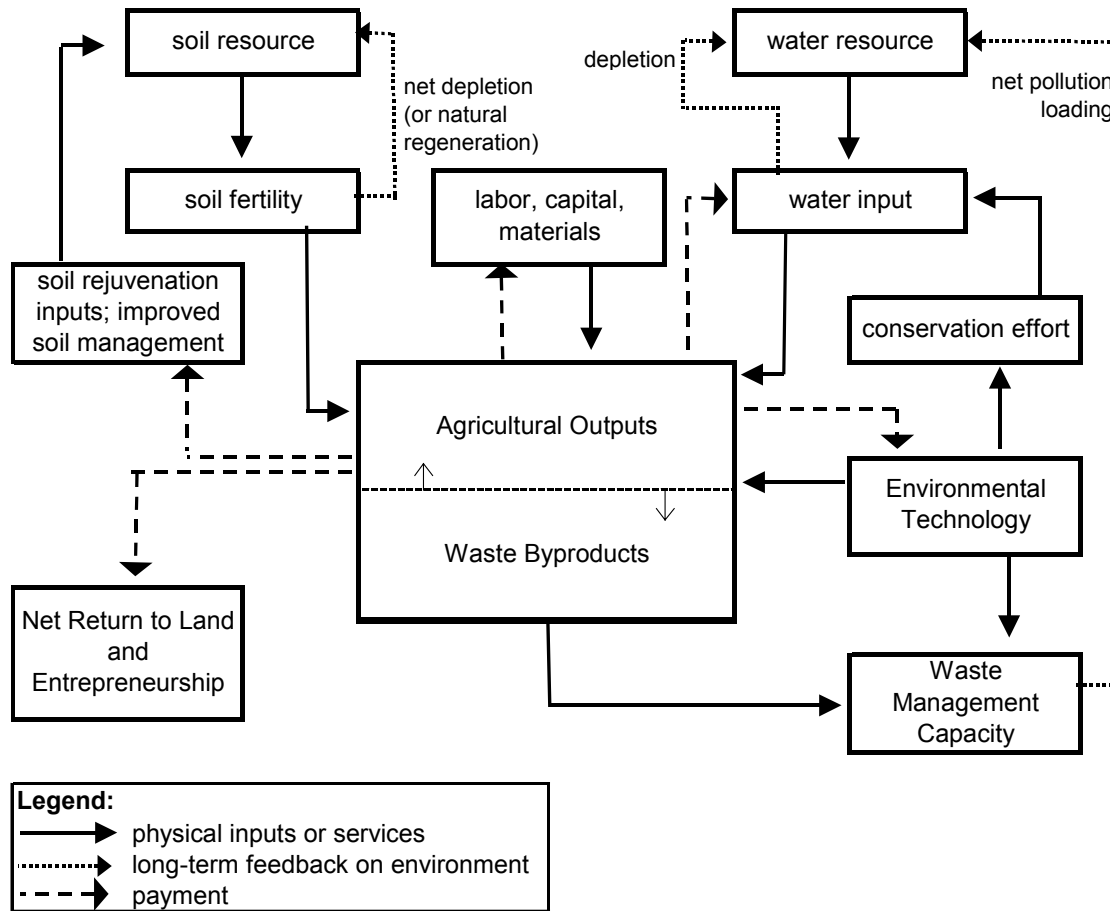 soil resource
water resource
depletion
net depletion
(or natural
regeneration)
net pollution
loading
soil fertility
labor, capital,
materials
water input
soil rejuvenation
inputs; improved
soil management
conservation effort
Agricultural Outputs
Environmental
Technology
Waste Byproducts
Net Return to Land
and
Entrepreneurship
Waste
Management
Capacity
Legend:
physical inputs or services
long-term feedback on environment
payment